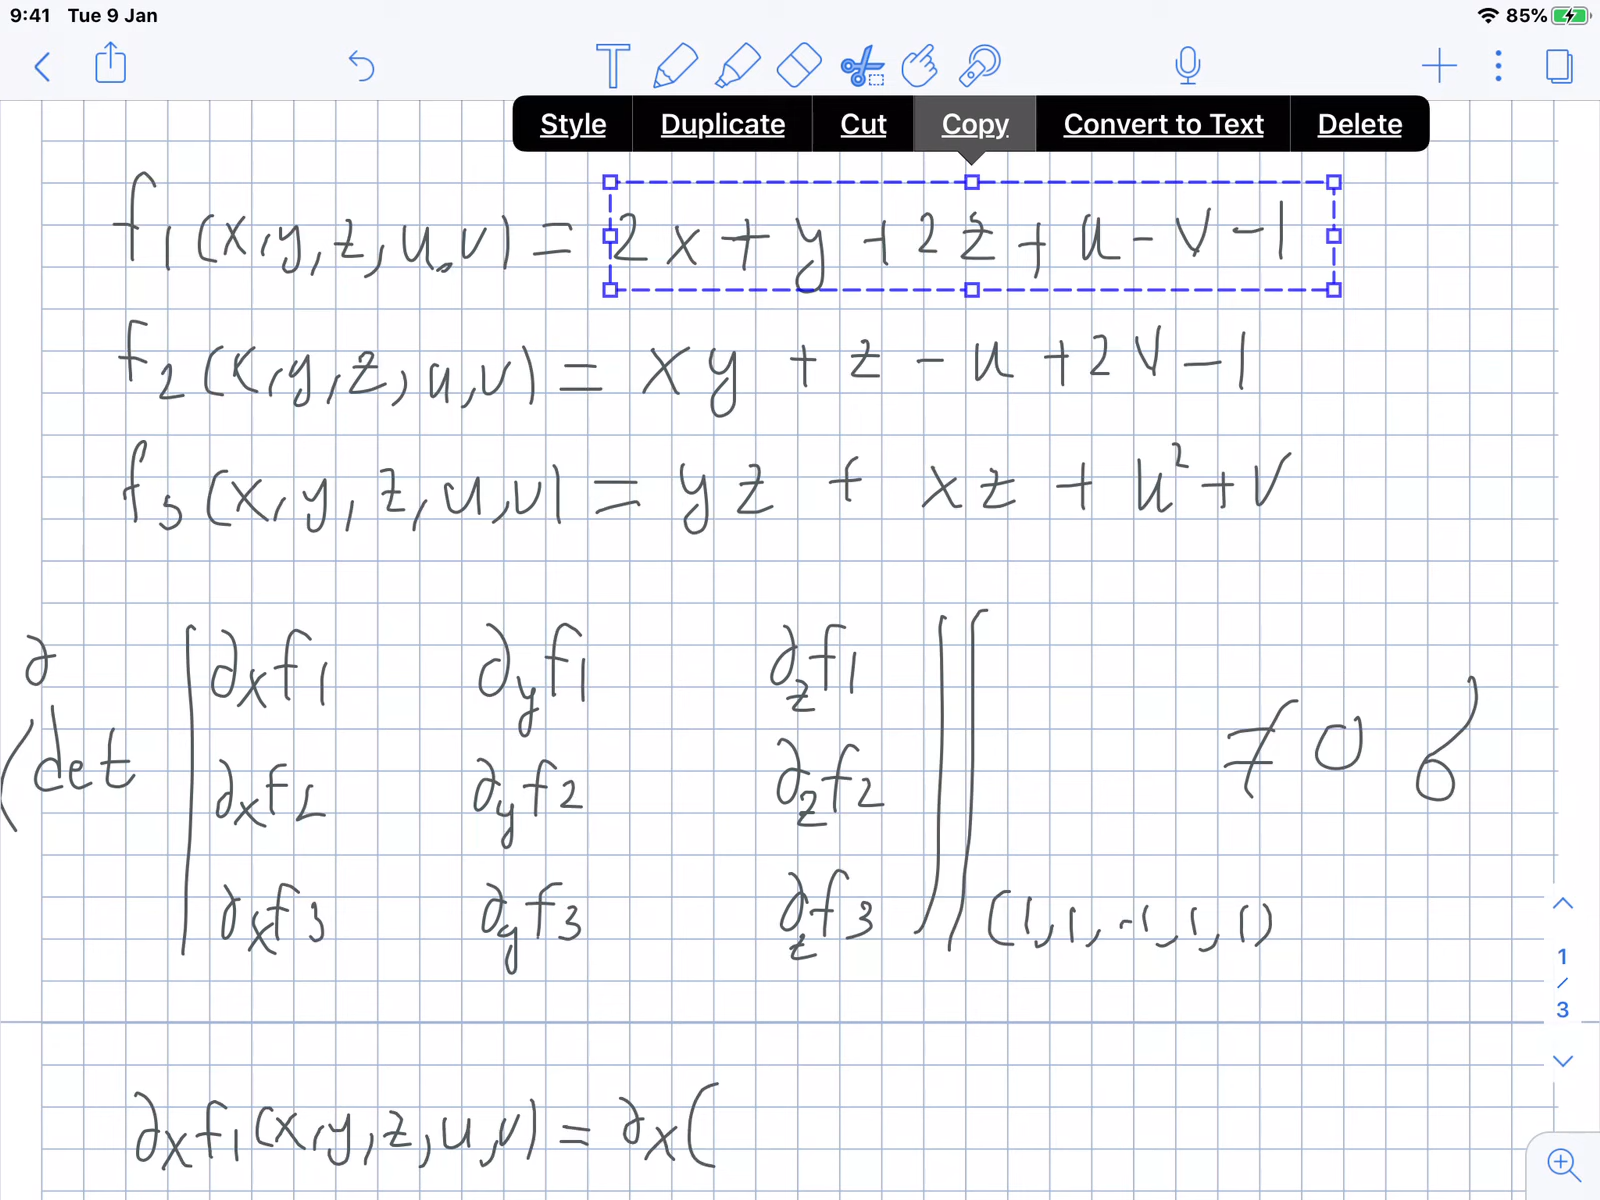 9:41 Tue 9 Jan 85%
Style Duplicate Cut Copy Convert to Text Delete
f1(x,y,z,u,v) = 2x+y+2z+u-v-1
f2(x,y,z,u,v) = xy+z-u+2v-1
f3(x,y,z,u,v) = yz+xz+u²+v
∂
∂xf1 ∂yf1 ∂zf1
(det ∂xf2 ∂yf2 ∂zf2 ≠ 0 6
∂xf3 ∂yf3 ∂zf3 (1,1,-1,1,1)
1
/
3
∂xf1(x,y,z,u,v) = ∂x(